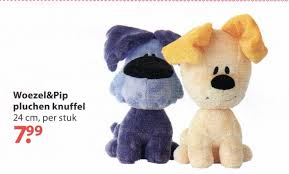 Woezel&Pip
pluchen knuffel
24 cm, per stuk
7.99